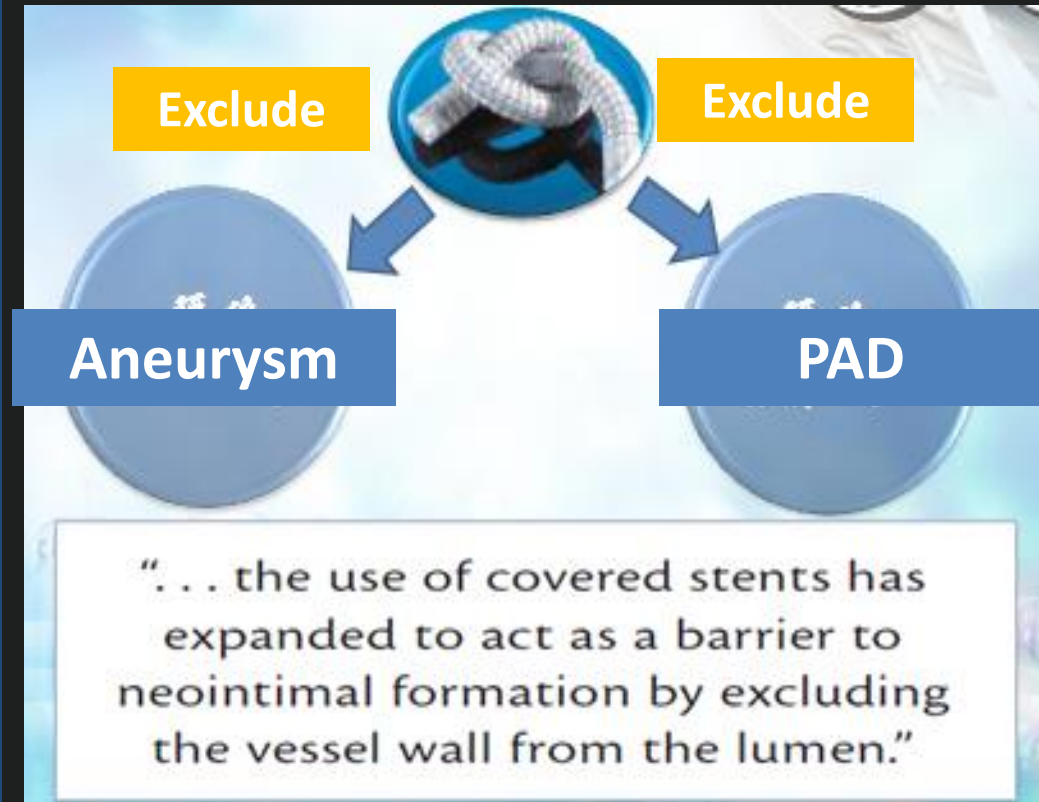 Exclude
Exclude
Aneurysm
PAD
“. . . the use of covered stents has
expanded to act as a barrier to
neointimal formation by excluding
the vessel wall from the lumen.”